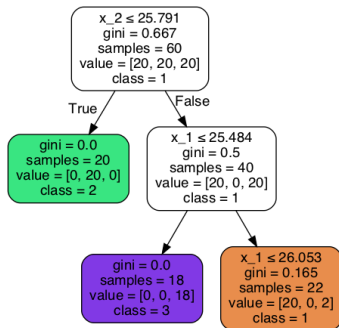 x_2 ≤ 25.791
gini = 0.667
samples = 60
value = [20, 20, 20]
class = 1
True
False
gini = 0.0
samples = 20
value = [0, 20, 0]
class = 2
x_1 ≤ 25.484
gini = 0.5
samples = 40
value = [20, 0, 20]
class = 1
gini = 0.0
samples = 18
value = [0, 0, 18]
class = 3
x_1 ≤ 26.053
gini = 0.165
samples = 22
value = [20, 0, 2]
class = 1